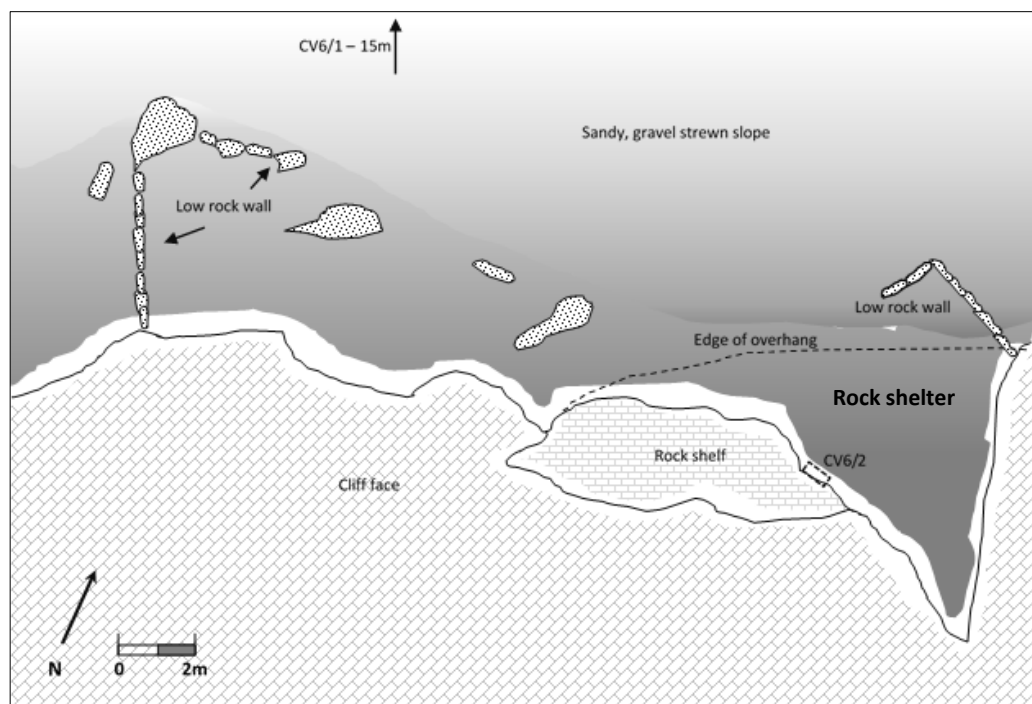 CV6/1 – 15m
Sandy, gravel strewn slope
Low rock wall
Low rock wall
Edge of overhang
Rock shelter
Rock shelf
CV6/2
Cliff face
N
0 2m